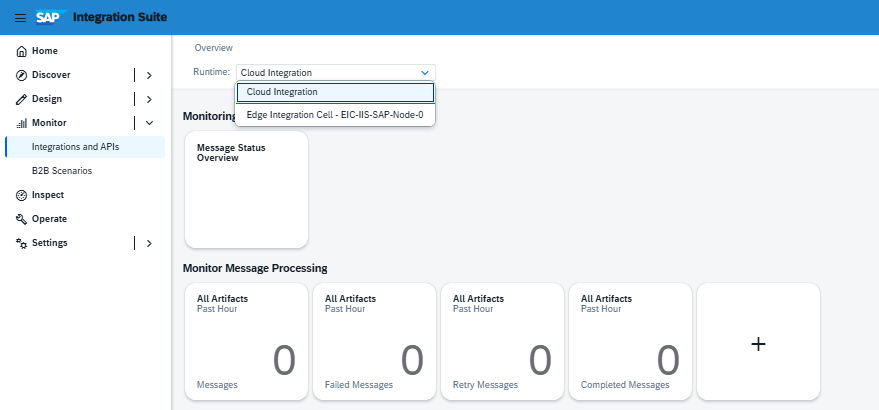 SAP Integration Suite
Home
Discover
Design
Monitor
Integrations and APIs
B2B Scenarios
Inspect
Operate
Settings
Overview
Runtime: Cloud Integration
Cloud Integration
Edge Integration Cell - EIC-IIS-SAP-Node-0
Monitoring
Message Status
Overview
Monitor Message Processing
All Artifacts
Past Hour
0
Messages
All Artifacts
Past Hour
0
Failed Messages
All Artifacts
Past Hour
0
Retry Messages
All Artifacts
Past Hour
0
Completed Messages
+